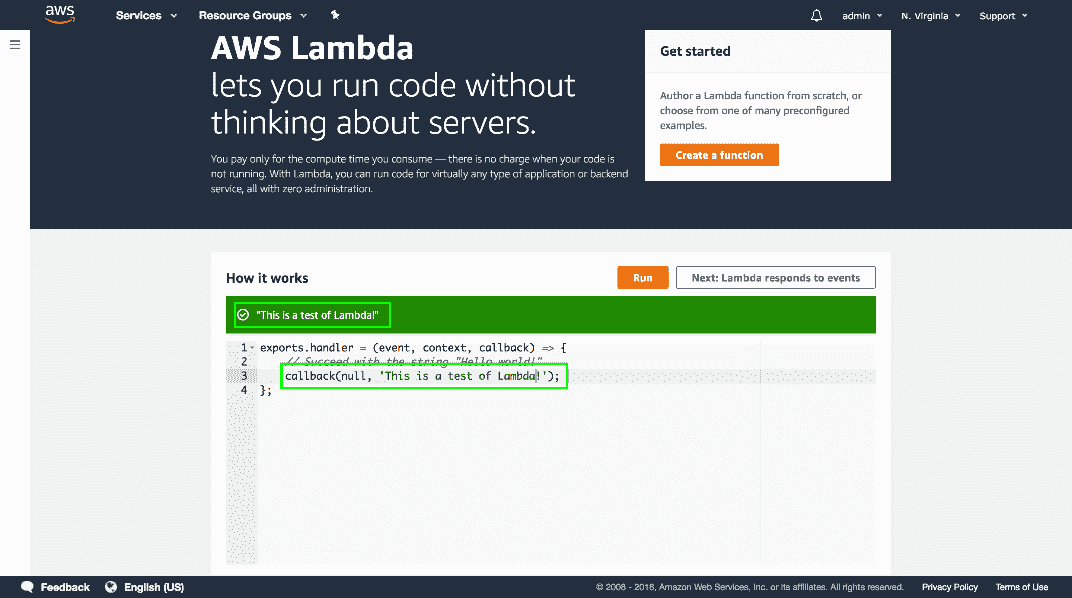 aws
Services Resource Groups admin N. Virginia Support
AWS Lambda
lets you run code without
thinking about servers.
You pay only for the compute time you consume — there is no charge when your code is
not running. With Lambda, you can run code for virtually any type of application or backend
service, all with zero administration.
Get started
Author a Lambda function from scratch, or
choose from one of many preconfigured
examples.
Create a function
How it works
Run
Next: Lambda responds to events
"This is a test of Lambda!"
1 exports.handler = (event, context, callback) => {
2 // Succeed with the string "Hello world!"
3 callback(null, 'This is a test of Lambda!');
4 };
Feedback English (US) © 2008 - 2018, Amazon Web Services, Inc. or its affiliates. All rights reserved. Privacy Policy Terms of Use